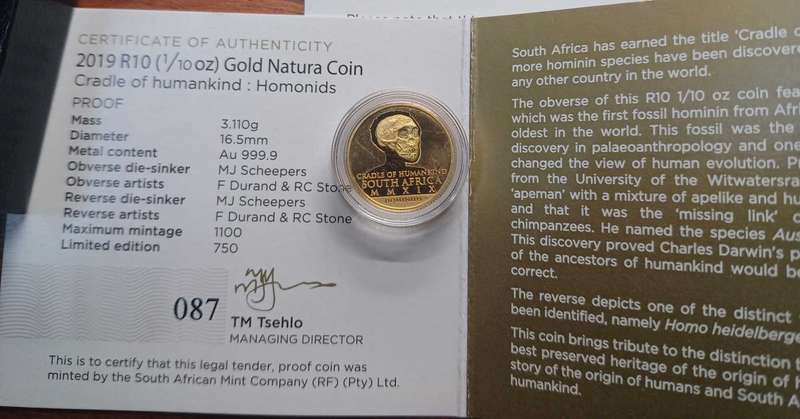 Please note that
CERTIFICATE OF AUTHENTICITY
2019 R10 (1/10 oz) Gold Natura Coin
Cradle of humankind : Homonids
PROOF
Mass 3.110g
Diameter 16.5mm
Metal content Au 999.9
Obverse die-sinker MJ Scheepers
Obverse artists F Durand & RC Stone
Reverse die-sinker MJ Scheepers
Reverse artists F Durand & RC Stone
Maximum mintage 1100
Limited edition 750
087
TM Tsehlo
MANAGING DIRECTOR
This is to certify that this legal tender, proof coin was
minted by the South African Mint Company (RF) (Pty) Ltd.
CRADLE OF HUMANKIND
SOUTH AFRICA
MMXIX
HOMINIDS
South Africa has earned the title 'Cradle
more hominin species have been discovere
any other country in the world.
The obverse of this R10 1/10 oz coin fea
which was the first fossil hominin from Afri
oldest in the world. This fossil was the
discovery in palaeoanthropology and one
changed the view of human evolution. Pr
from the University of the Witwatersra
'apeman' with a mixture of apelike and hu
and that it was the 'missing link'
chimpanzees. He named the species Aus
This discovery proved Charles Darwin's p
of the ancestors of humankind would be
correct.
The reverse depicts one of the distinct
been identified, namely Homo heidelberge
This coin brings tribute to the distinction t
best preserved heritage of the origin of h
story of the origin of humans and South A
humankind.